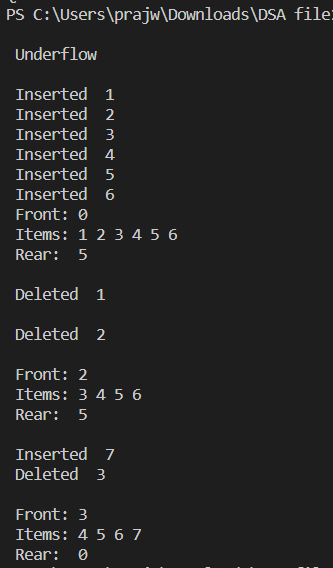 PS C:\Users\prajw\Downloads\DSA file
Underflow
Inserted 1
Inserted 2
Inserted 3
Inserted 4
Inserted 5
Inserted 6
Front: 0
Items: 1 2 3 4 5 6
Rear: 5
Deleted 1
Deleted 2
Front: 2
Items: 3 4 5 6
Rear: 5
Inserted 7
Deleted 3
Front: 3
Items: 4 5 6 7
Rear: 0